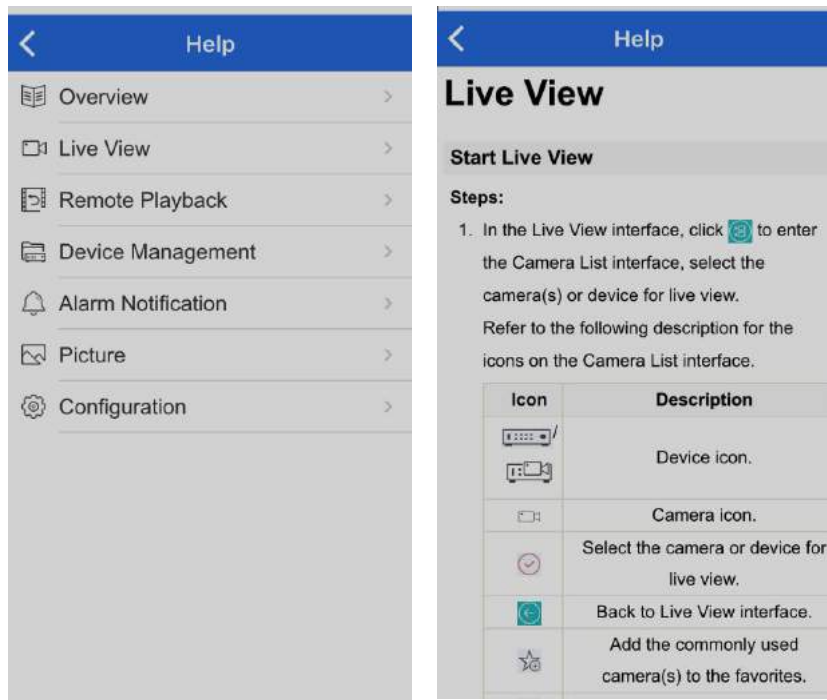 Help
Overview
Live View
Remote Playback
Device Management
Alarm Notification
Picture
Configuration
Help
Live View
Start Live View
Steps:
1. In the Live View interface, click to enter
the Camera List interface, select the
camera(s) or device for live view.
Refer to the following description for the
icons on the Camera List interface.
Icon Description
/
Device icon.
Camera icon.
Select the camera or device for
live view.
Back to Live View interface.
Add the commonly used
camera(s) to the favorites.